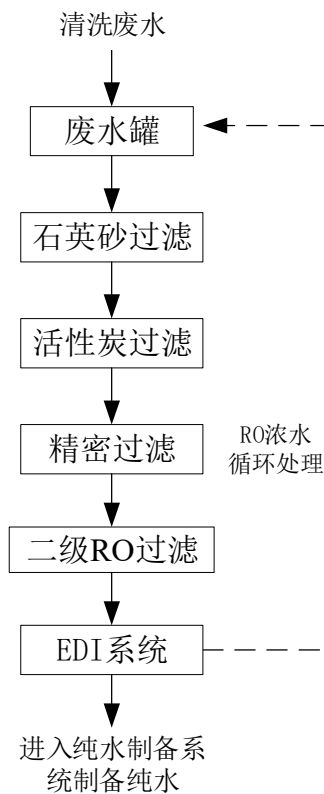 清洗废水
废水罐
石英砂过滤
活性炭过滤
精密过滤
RO浓水
循环处理
二级RO过滤
EDI系统
进入纯水制备系
统制备纯水